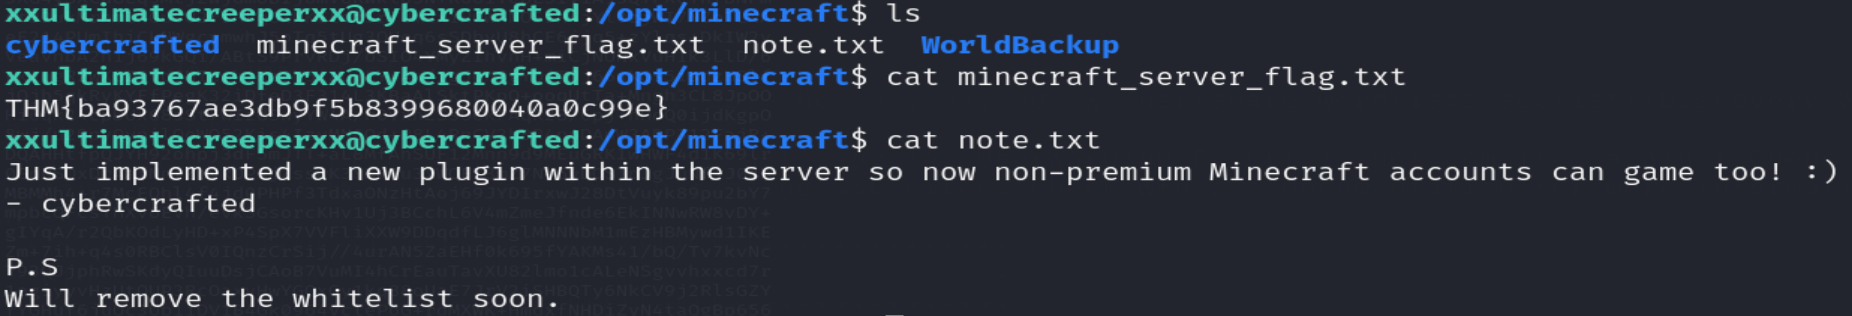 xxultimatecreeperxx@cybercrafted:/opt/minecraft$ ls
cybercrafted  minecraft_server_flag.txt  note.txt  WorldBackup
xxultimatecreeperxx@cybercrafted:/opt/minecraft$ cat minecraft_server_flag.txt
THM{ba93767ae3db9f5b8399680040a0c99e}
xxultimatecreeperxx@cybercrafted:/opt/minecraft$ cat note.txt
Just implemented a new plugin within the server so now non-premium Minecraft accounts can game too! :)
- cybercrafted
P.S
Will remove the whitelist soon.